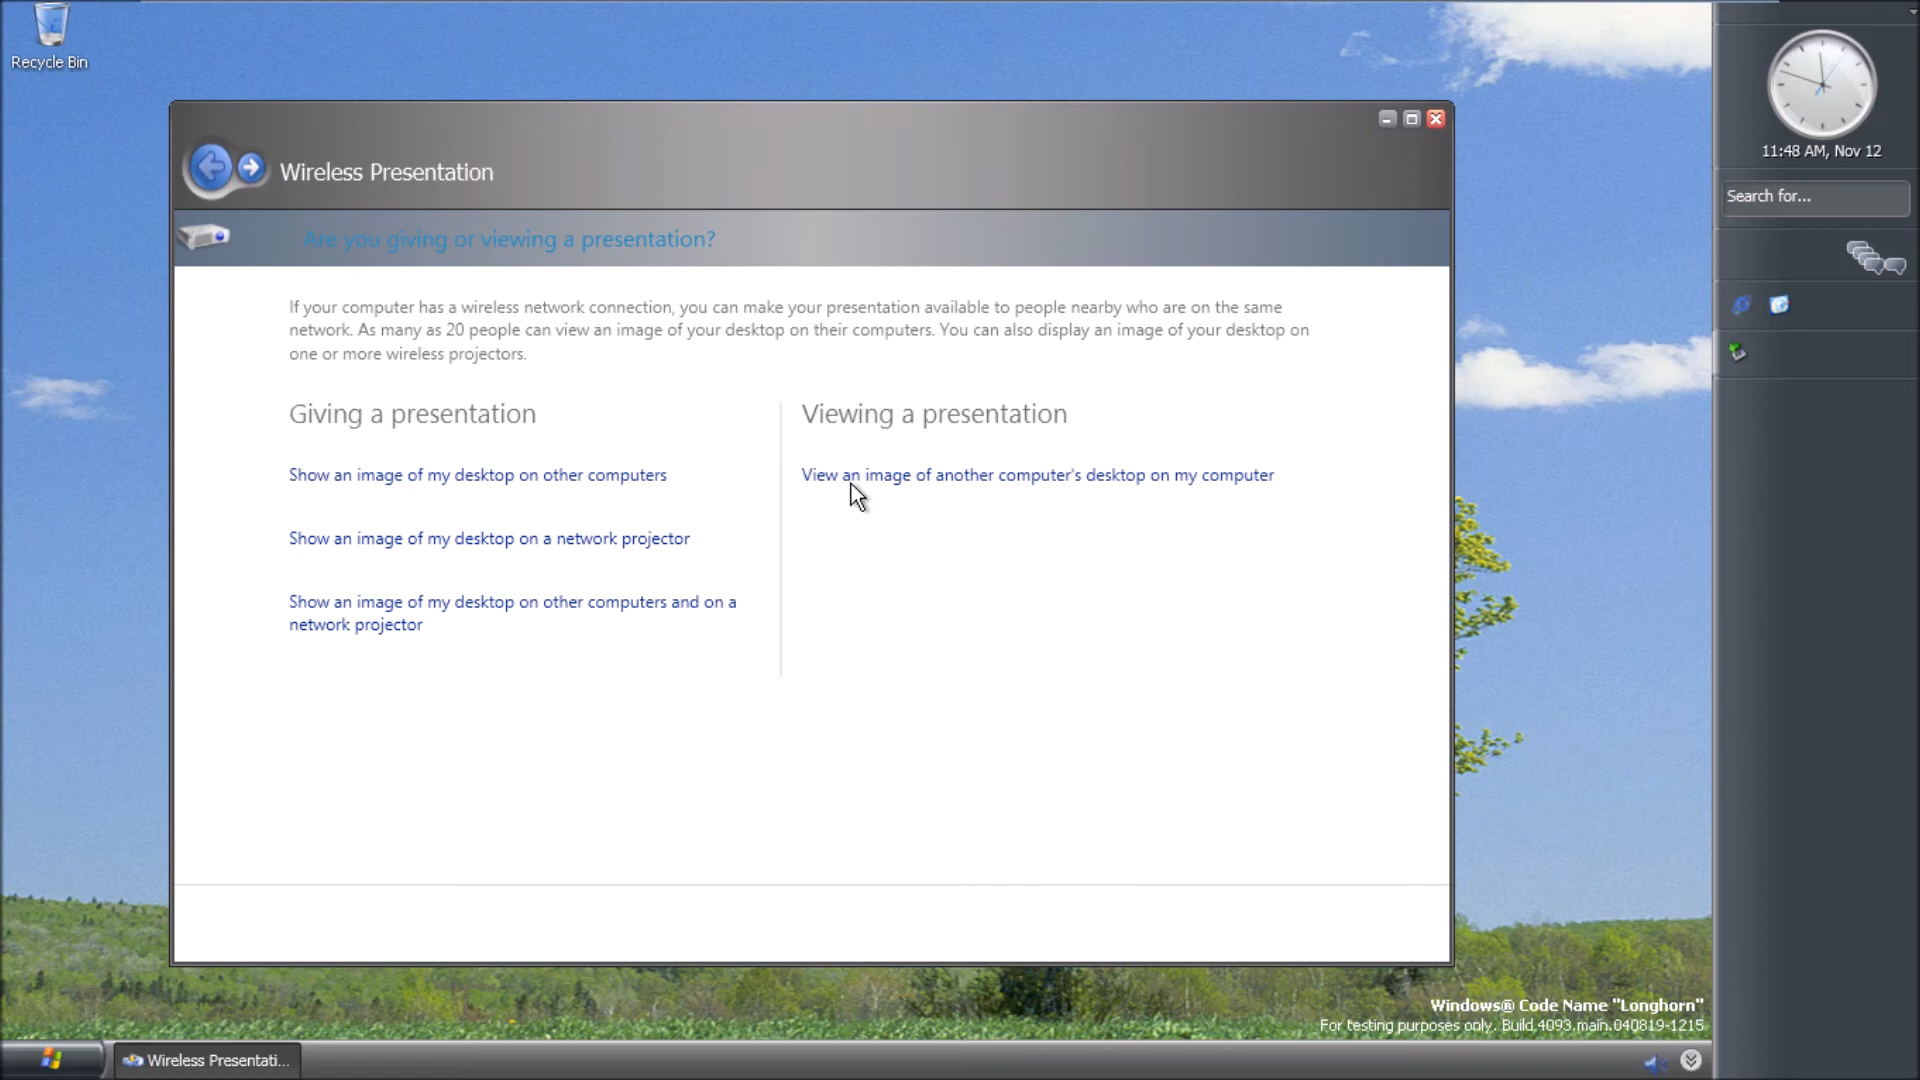 Recycle Bin
11:48 AM, Nov 12
Search for...
Wireless Presentation
Are you giving or viewing a presentation?
If your computer has a wireless network connection, you can make your presentation available to people nearby who are on the same
network. As many as 20 people can view an image of your desktop on their computers. You can also display an image of your desktop on
one or more wireless projectors.
Giving a presentation
Show an image of my desktop on other computers
Show an image of my desktop on a network projector
Show an image of my desktop on other computers and on a
network projector
Viewing a presentation
View an image of another computer's desktop on my computer
Windows® Code Name "Longhorn"
For testing purposes only. Build 4093.main.040819-1215
Wireless Presentati...